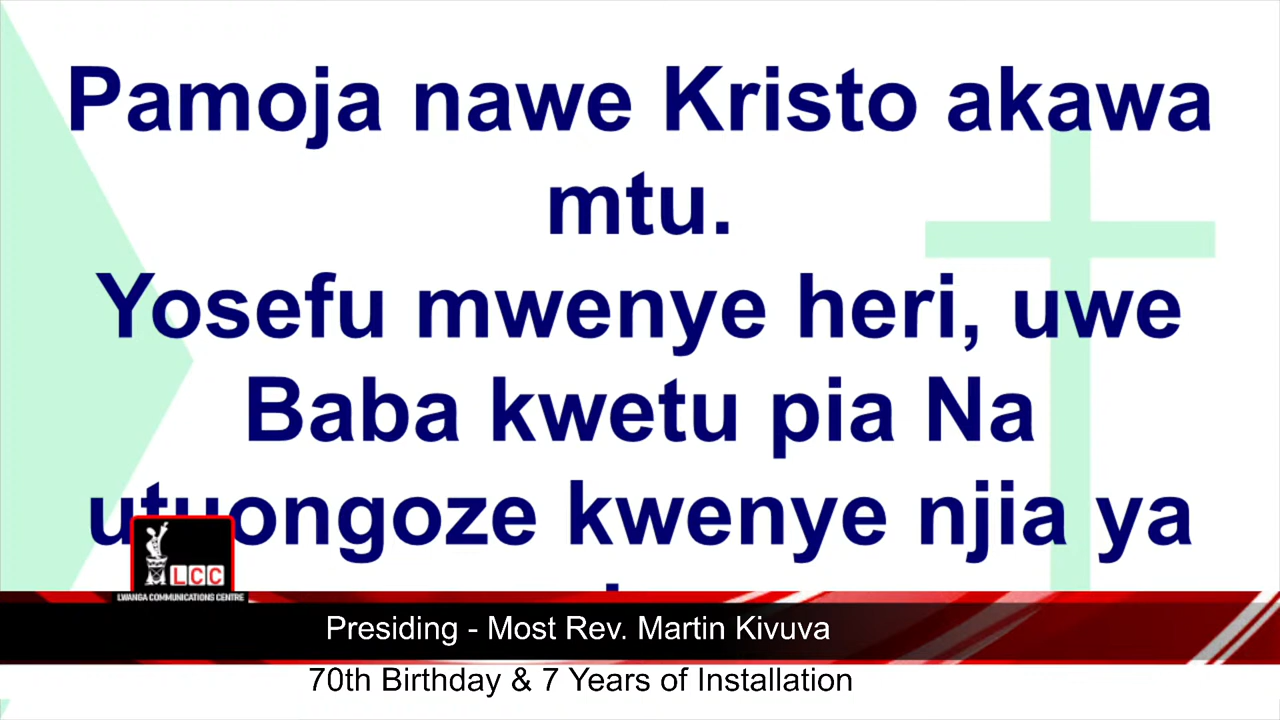 Pamoja nawe Kristo akawa
mtu.
Yosefu mwenye heri, uwe
Baba kwetu pia Na
utuongoze kwenye njia ya
LCC
LWANGA COMMUNICATIONS CENTRE
Presiding - Most Rev. Martin Kivuva
70th Birthday & 7 Years of Installation